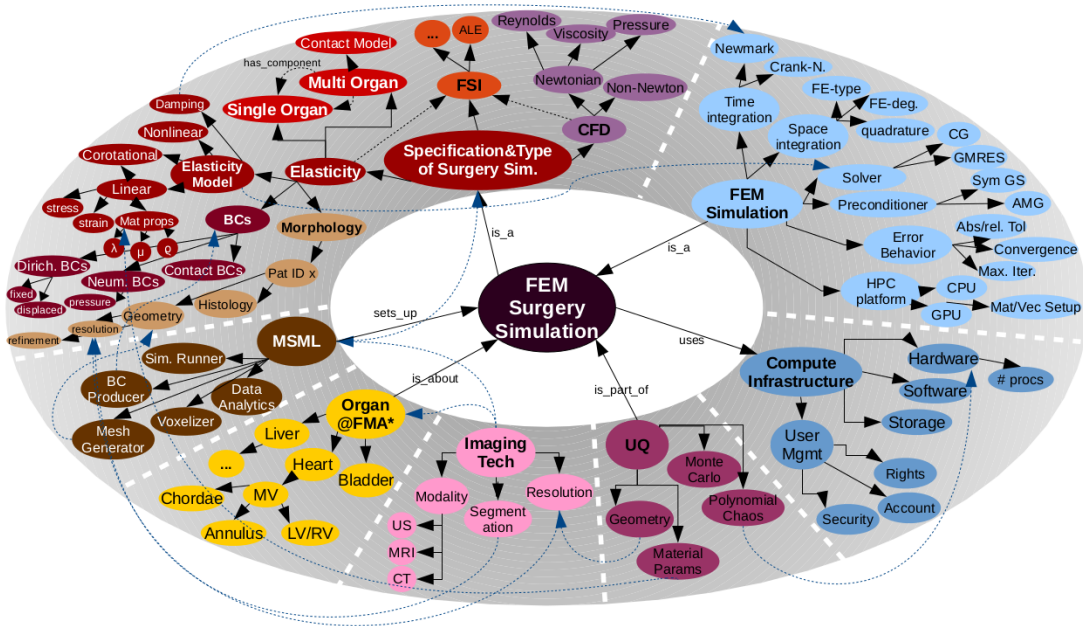 Contact Model
has_component
Multi Organ
Single Organ
...
ALE
FSI
Reynolds
Viscosity
Pressure
Newtonian
Non-Newton
CFD
Specification&Type
of Surgery Sim.
Damping
Nonlinear
Corotational
Elasticity
Model
Elasticity
Linear
stress
strain
Mat props
λ
μ
ϱ
BCs
Dirich. BCs
Neum. BCs
Contact BCs
fixed
displaced
pressure
Morphology
Pat ID x
Histology
Geometry
resolution
refinement
Newmark
Crank-N.
Time
integration
FE-type
FE-deg.
Space
integration
quadrature
CG
Solver
GMRES
FEM
Simulation
Preconditioner
Sym GS
AMG
Error
Behavior
Abs/rel. Tol
Convergence
Max. Iter.
HPC
platform
CPU
GPU
Mat/Vec Setup
is_a
is_a
FEM
Surgery
Simulation
sets_up
uses
is_about
is_part_of
MSML
Sim. Runner
BC
Producer
Data
Analytics
Voxelizer
Mesh
Generator
Organ
@FMA*
Liver
...
Heart
Bladder
Chordae
MV
Annulus
LV/RV
Imaging
Tech
Modality
Segment
ation
Resolution
US
MRI
CT
UQ
Monte
Carlo
Geometry
Polynomial
Chaos
Material
Params
Compute
Infrastructure
Hardware
# procs
Software
Storage
User
Mgmt
Rights
Account
Security